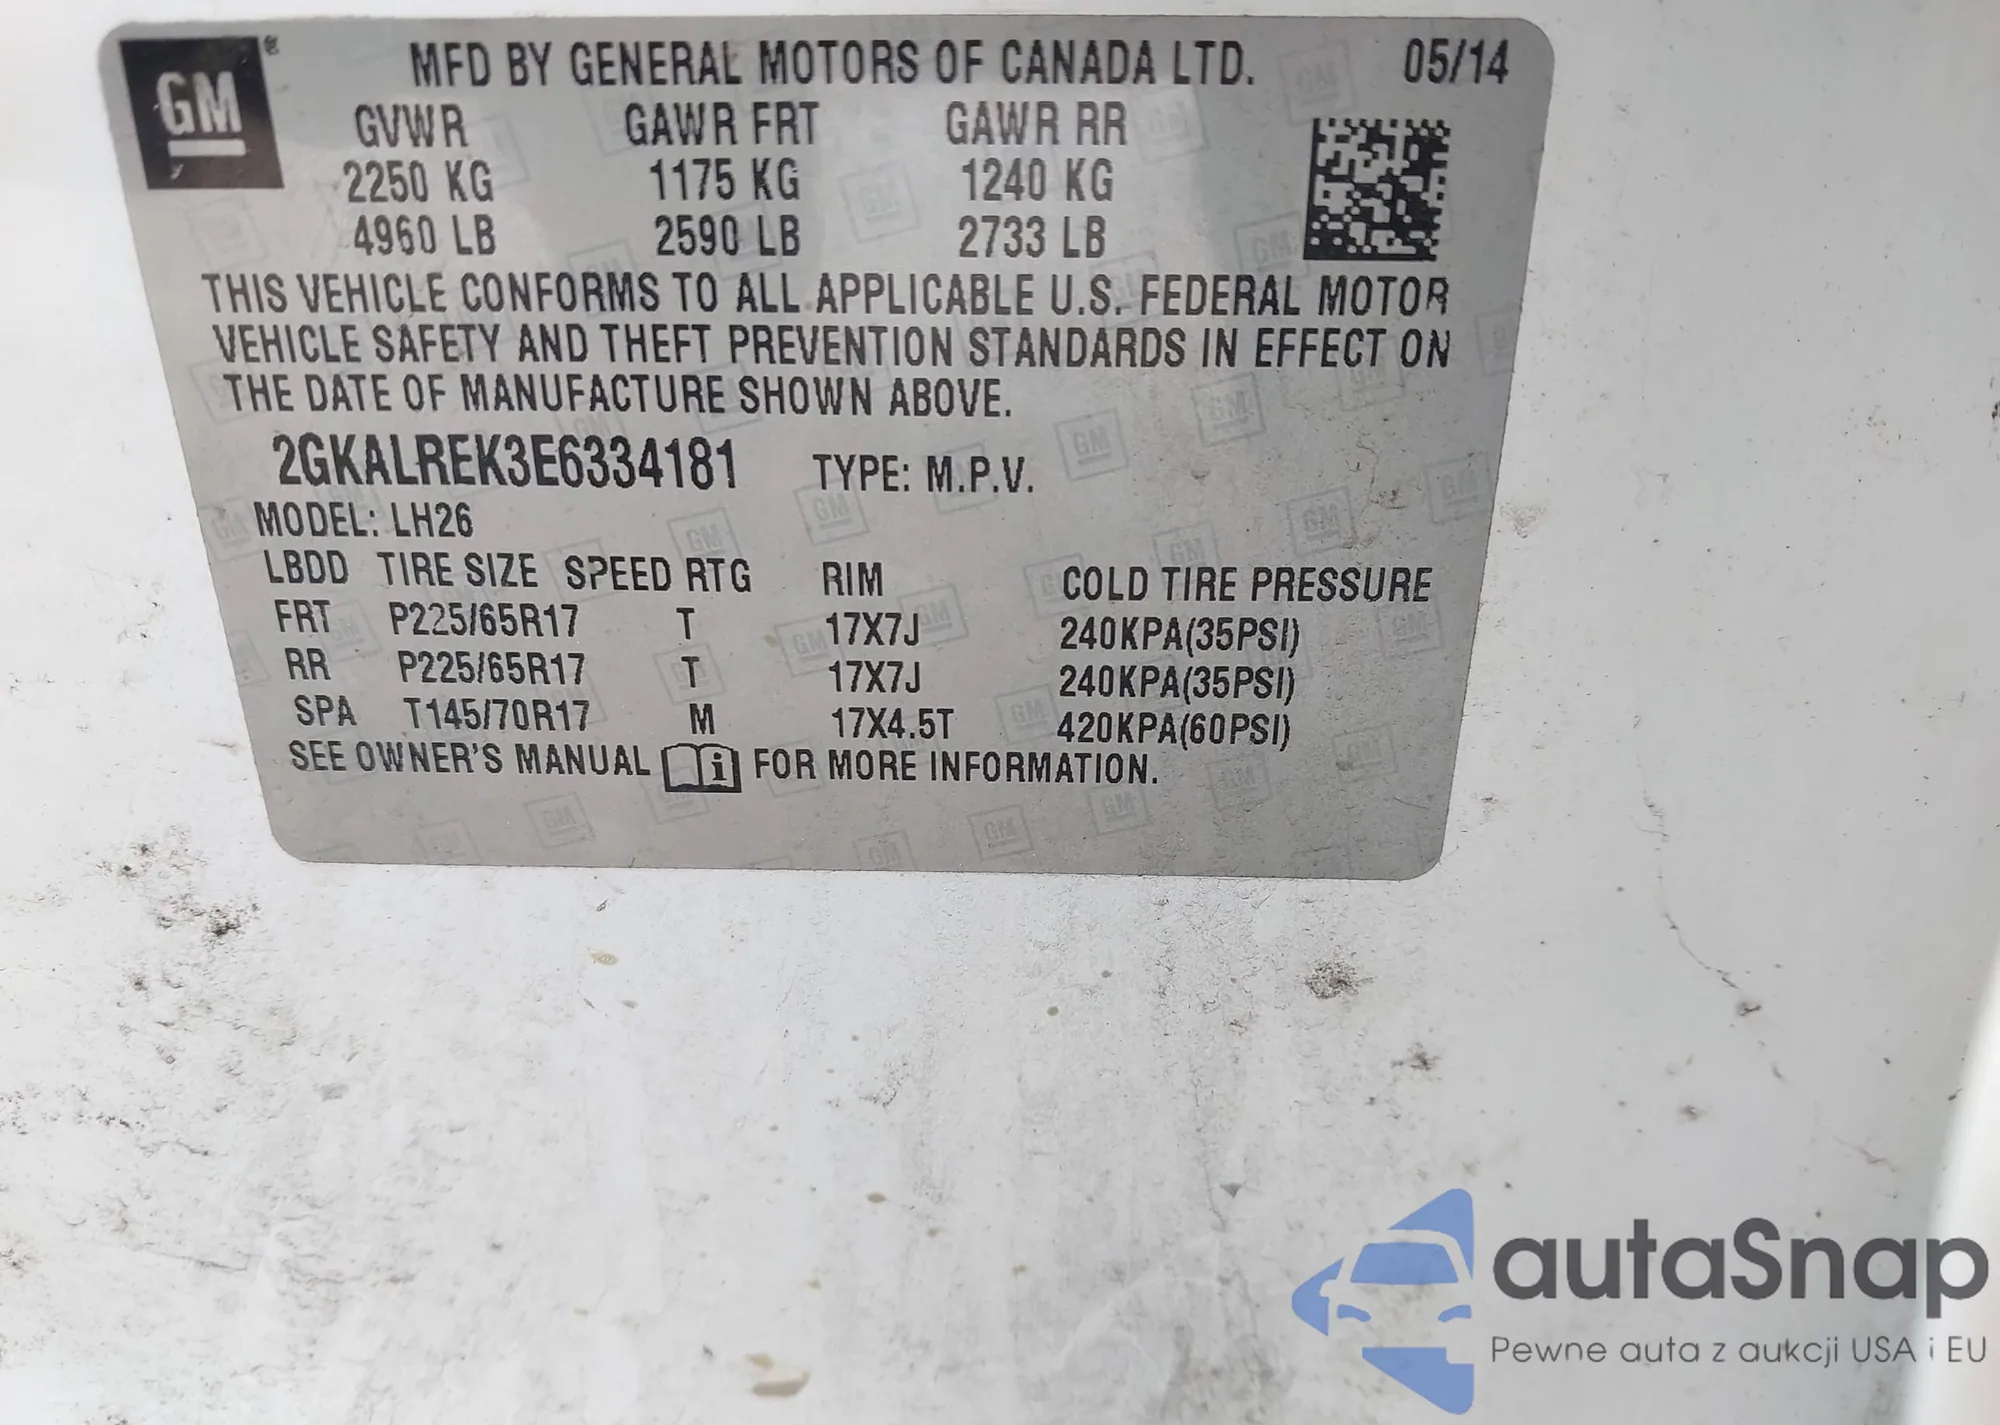 GM ® MFD BY GENERAL MOTORS OF CANADA LTD. 05/14
GVWR GAWR FRT GAWR RR
2250 KG 1175 KG 1240 KG
4960 LB 2590 LB 2733 LB
THIS VEHICLE CONFORMS TO ALL APPLICABLE U.S. FEDERAL MOTOR
VEHICLE SAFETY AND THEFT PREVENTION STANDARDS IN EFFECT ON
THE DATE OF MANUFACTURE SHOWN ABOVE.
2GKALREK3E6334181 TYPE: M.P.V.
MODEL: LH26
LBDD TIRE SIZE SPEED RTG RIM COLD TIRE PRESSURE
FRT P225/65R17 T 17X7J 240KPA(35PSI)
RR P225/65R17 T 17X7J 240KPA(35PSI)
SPA T145/70R17 M 17X4.5T 420KPA(60PSI)
SEE OWNER'S MANUAL i FOR MORE INFORMATION.
autaSnap
Pewne auta z aukcji USA i EU